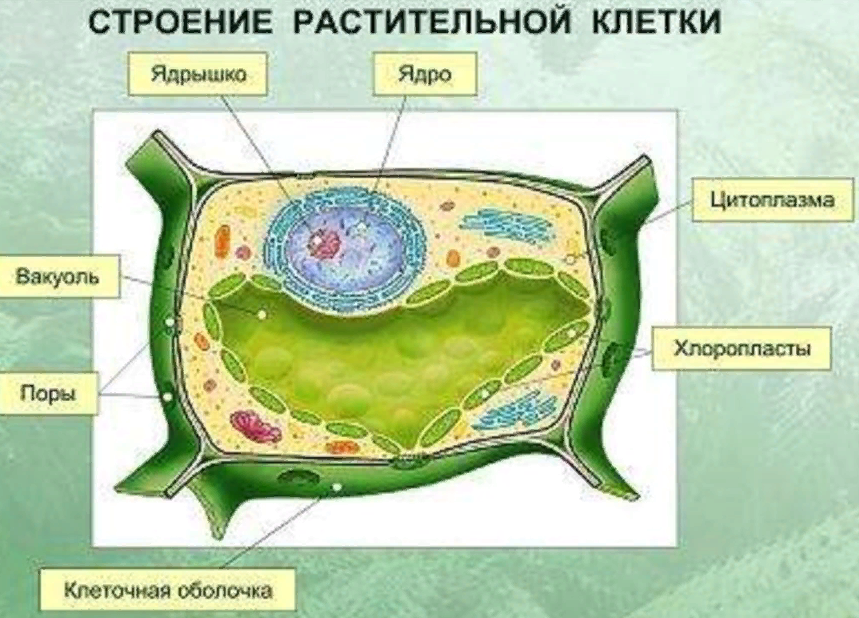 СТРОЕНИЕ РАСТИТЕЛЬНОЙ КЛЕТКИ
Ядрышко
Ядро
Цитоплазма
Вакуоль
Хлоропласты
Поры
Клеточная оболочка